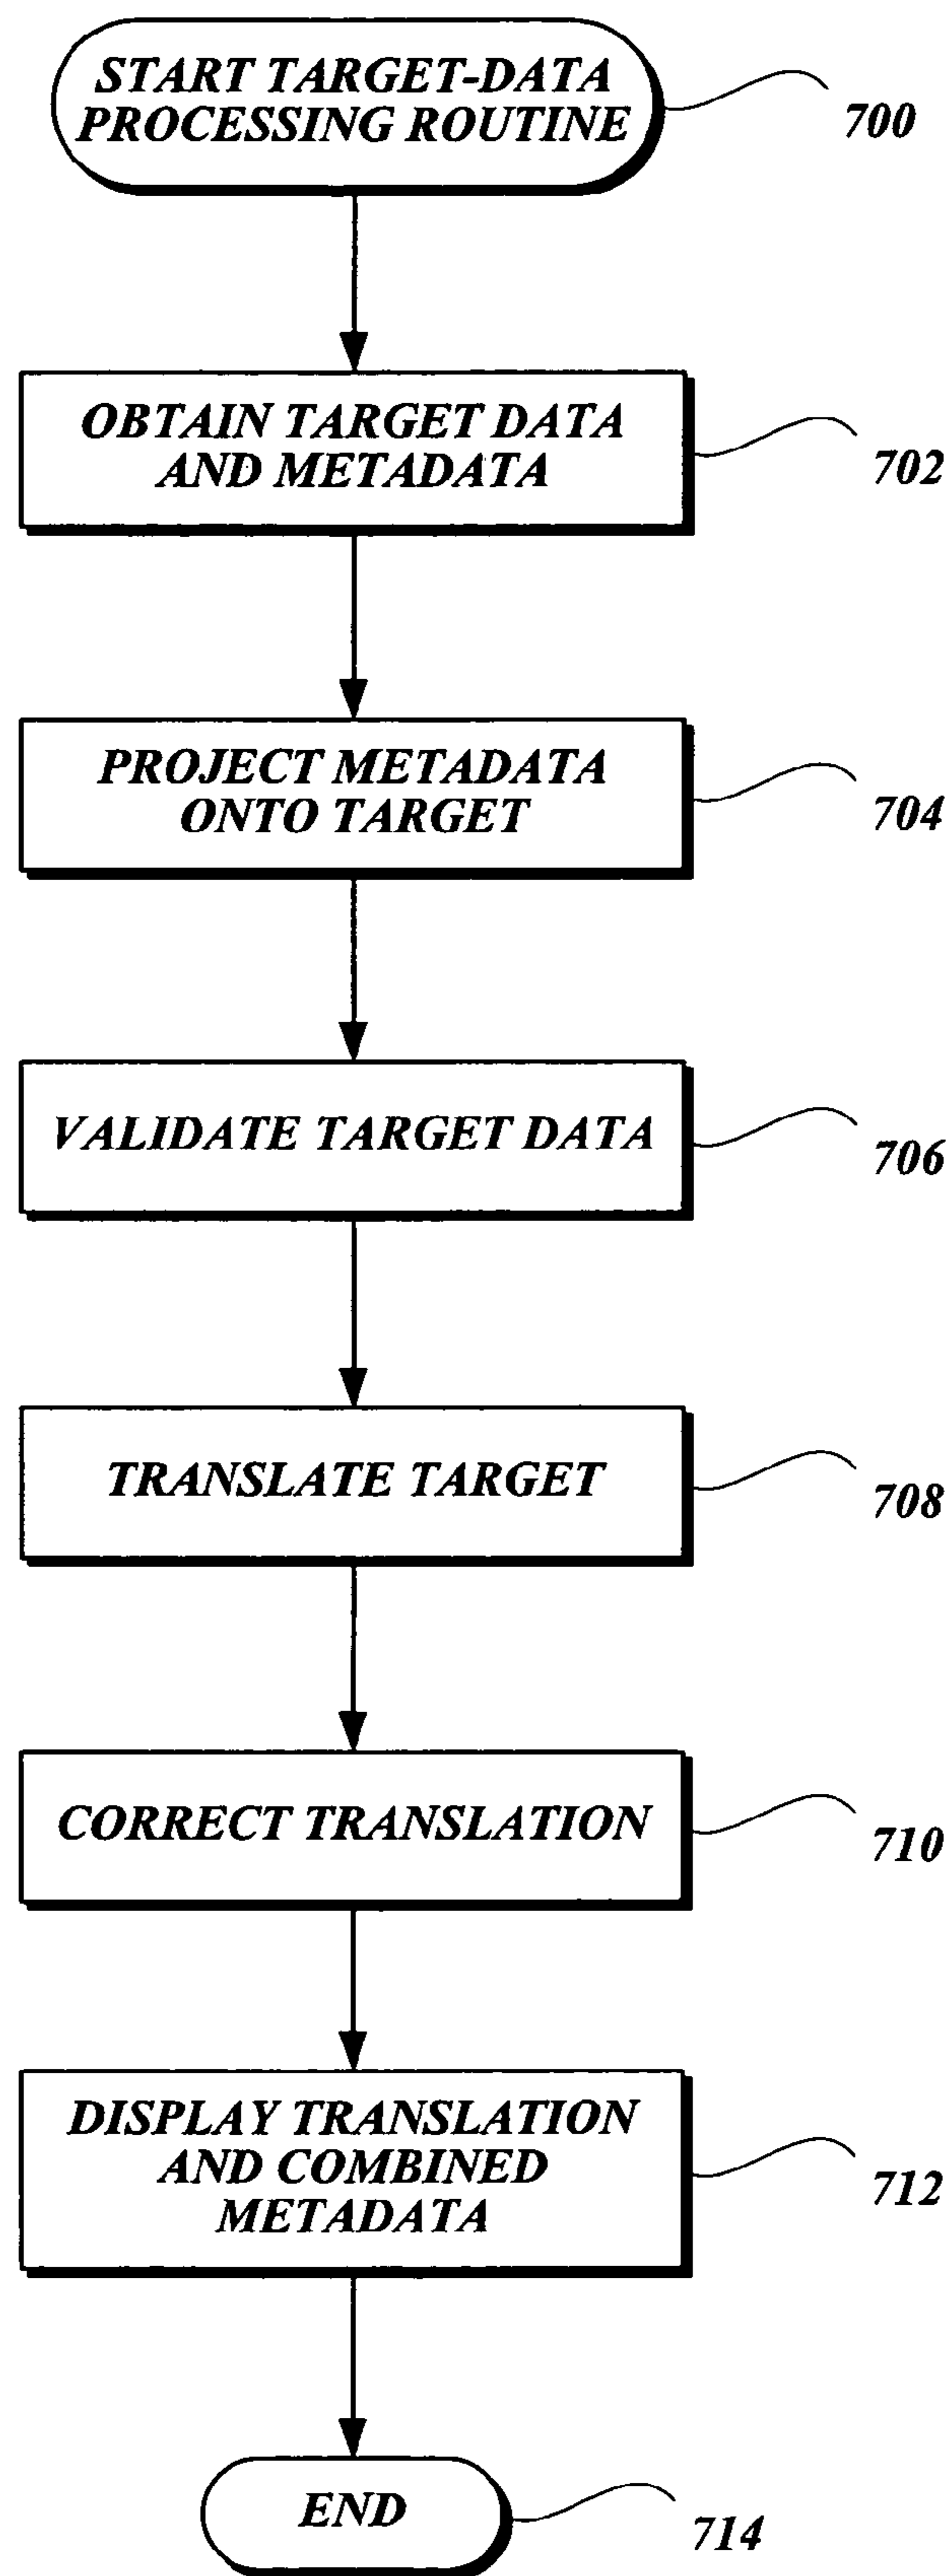 START TARGET-DATA
PROCESSING ROUTINE
700
OBTAIN TARGET DATA
AND METADATA
702
PROJECT METADATA
ONTO TARGET
704
VALIDATE TARGET DATA
706
TRANSLATE TARGET
708
CORRECT TRANSLATION
710
DISPLAY TRANSLATION
AND COMBINED
METADATA
712
END
714